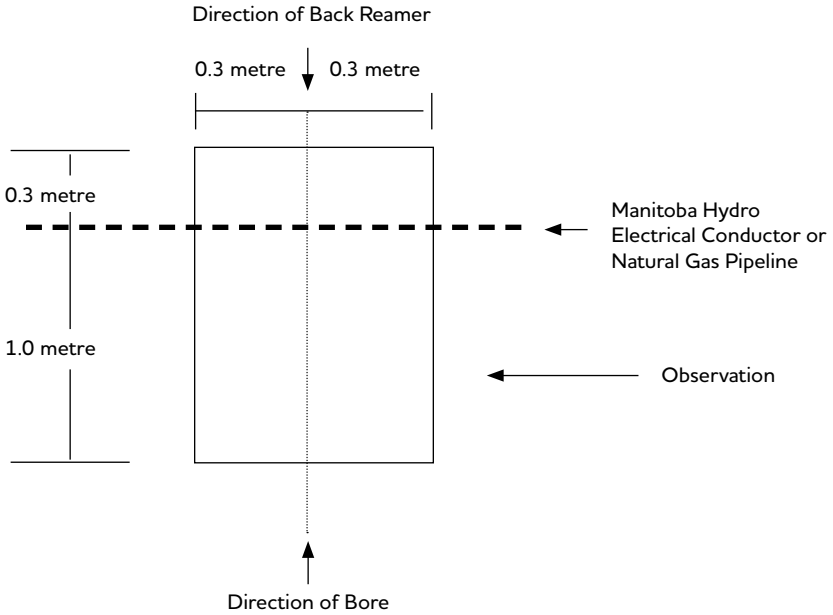 Direction of Back Reamer
0.3 metre 0.3 metre
0.3 metre
Manitoba Hydro
Electrical Conductor or
Natural Gas Pipeline
1.0 metre
Observation
Direction of Bore